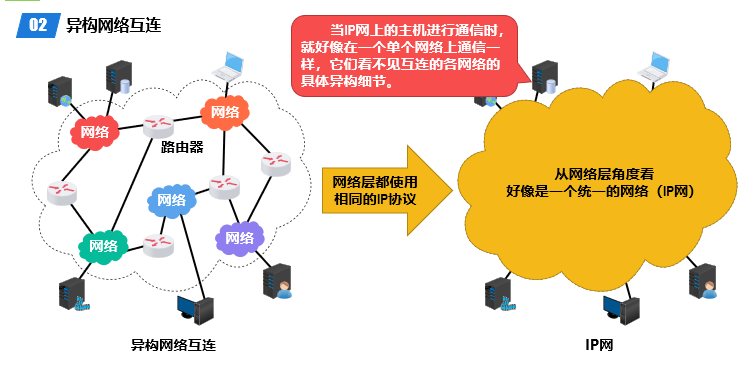 02 异构网络互连
当IP网上的主机进行通信时，
就好像在一个单个网络上通信一
样，它们看不见互连的各网络的
具体异构细节。
网络
网络
路由器
网络
网络
网络
网络层都使用
相同的IP协议
从网络层角度看
好像是一个统一的网络（IP网）
异构网络互连
IP网